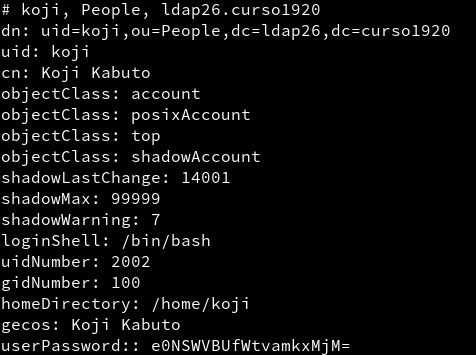 # koji, People, ldap26.curso1920
dn: uid=koji,ou=People,dc=ldap26,dc=curso1920
uid: koji
cn: Koji Kabuto
objectClass: account
objectClass: posixAccount
objectClass: top
objectClass: shadowAccount
shadowLastChange: 14001
shadowMax: 99999
shadowWarning: 7
loginShell: /bin/bash
uidNumber: 2002
gidNumber: 100
homeDirectory: /home/koji
gecos: Koji Kabuto
userPassword:: e0NSWVBUfWtvamkxMjM=